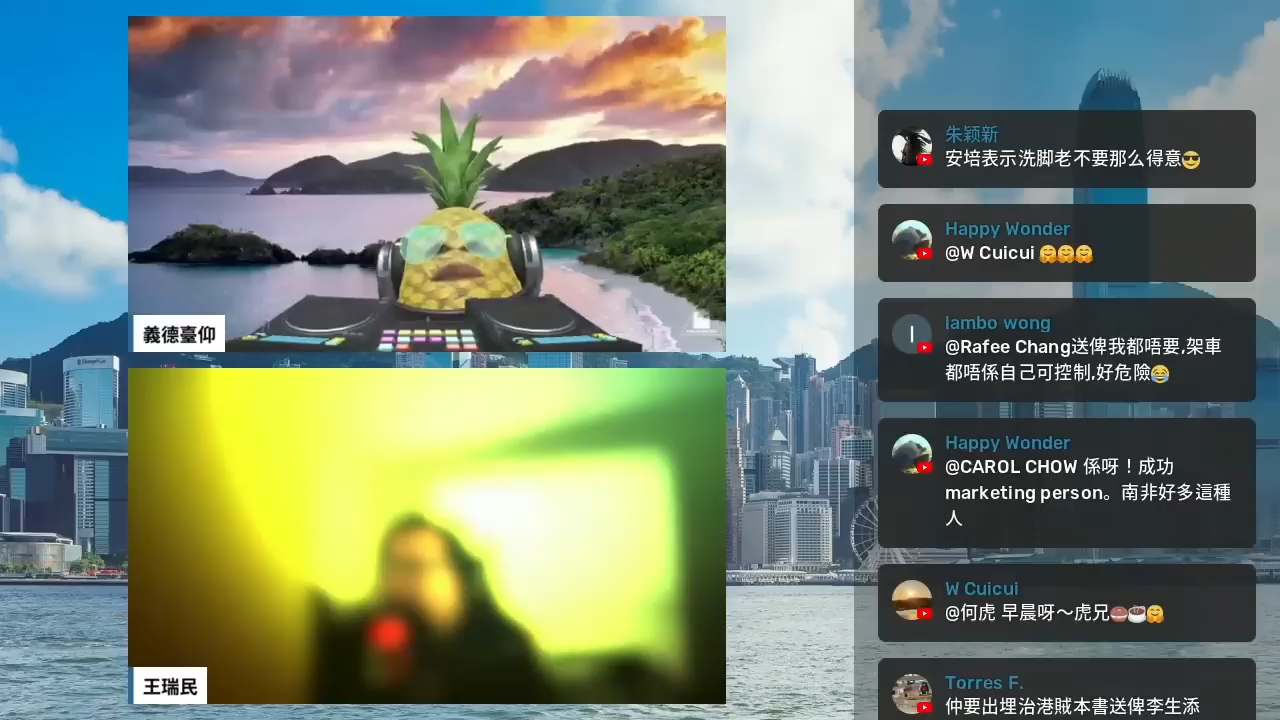 義德臺仰
王瑞民
朱颖新
安培表示洗脚老不要那么得意😎
Happy Wonder
@W Cuicui 🤗🤗🤗
lambo wong
@Rafee Chang送俾我都唔要,架車
都唔係自己可控制,好危險😂
Happy Wonder
@CAROL CHOW 係呀！成功
marketing person。南非好多這種
人
W Cuicui
@何虎 早晨呀～虎兄🍩🎂🤗
Torres F.
仲要出埋治港賊本書送俾李生添